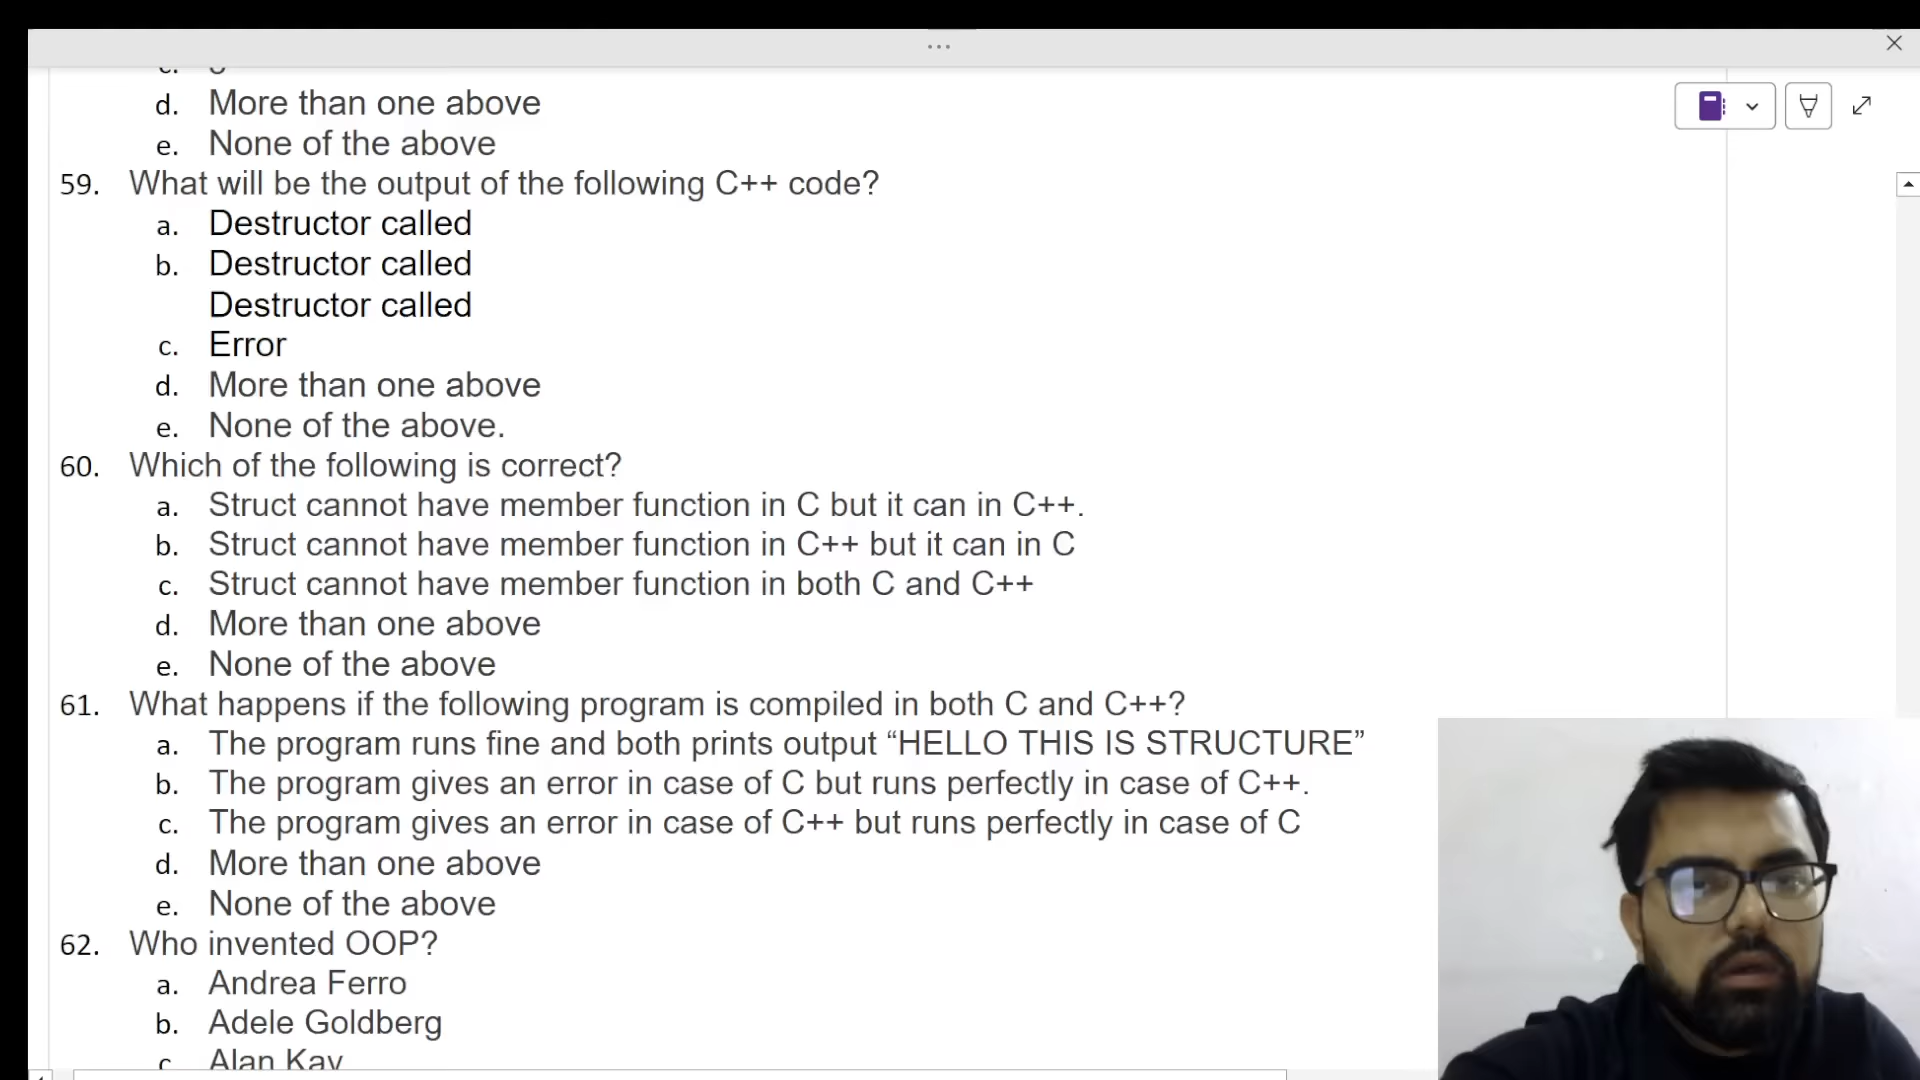 d. More than one above
e. None of the above
59. What will be the output of the following C++ code?
a. Destructor called
b. Destructor called
Destructor called
c. Error
d. More than one above
e. None of the above.
60. Which of the following is correct?
a. Struct cannot have member function in C but it can in C++.
b. Struct cannot have member function in C++ but it can in C
c. Struct cannot have member function in both C and C++
d. More than one above
e. None of the above
61. What happens if the following program is compiled in both C and C++?
a. The program runs fine and both prints output “HELLO THIS IS STRUCTURE”
b. The program gives an error in case of C but runs perfectly in case of C++.
c. The program gives an error in case of C++ but runs perfectly in case of C
d. More than one above
e. None of the above
62. Who invented OOP?
a. Andrea Ferro
b. Adele Goldberg
c. Alan Kay